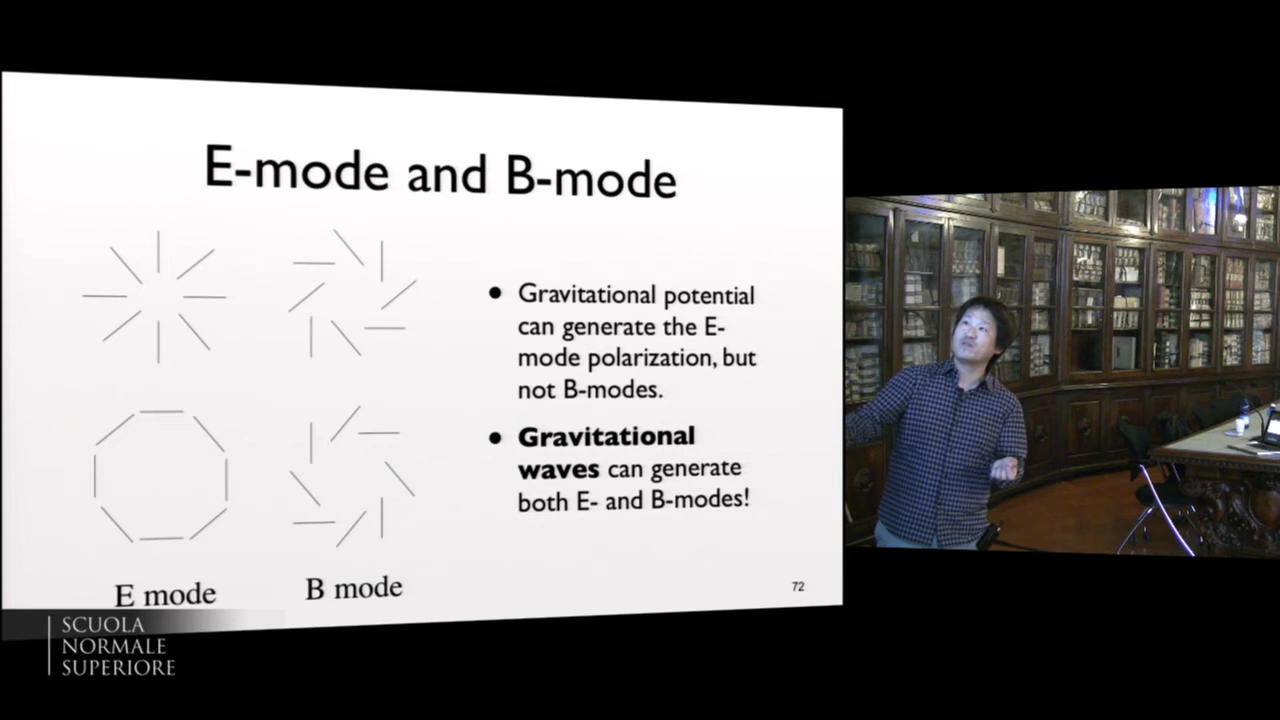 E-mode and B-mode
• Gravitational potential
can generate the E-
mode polarization, but
not B-modes.
• Gravitational
waves can generate
both E- and B-modes!
E mode
B mode
72
SCUOLA
NORMALE
SUPERIORE